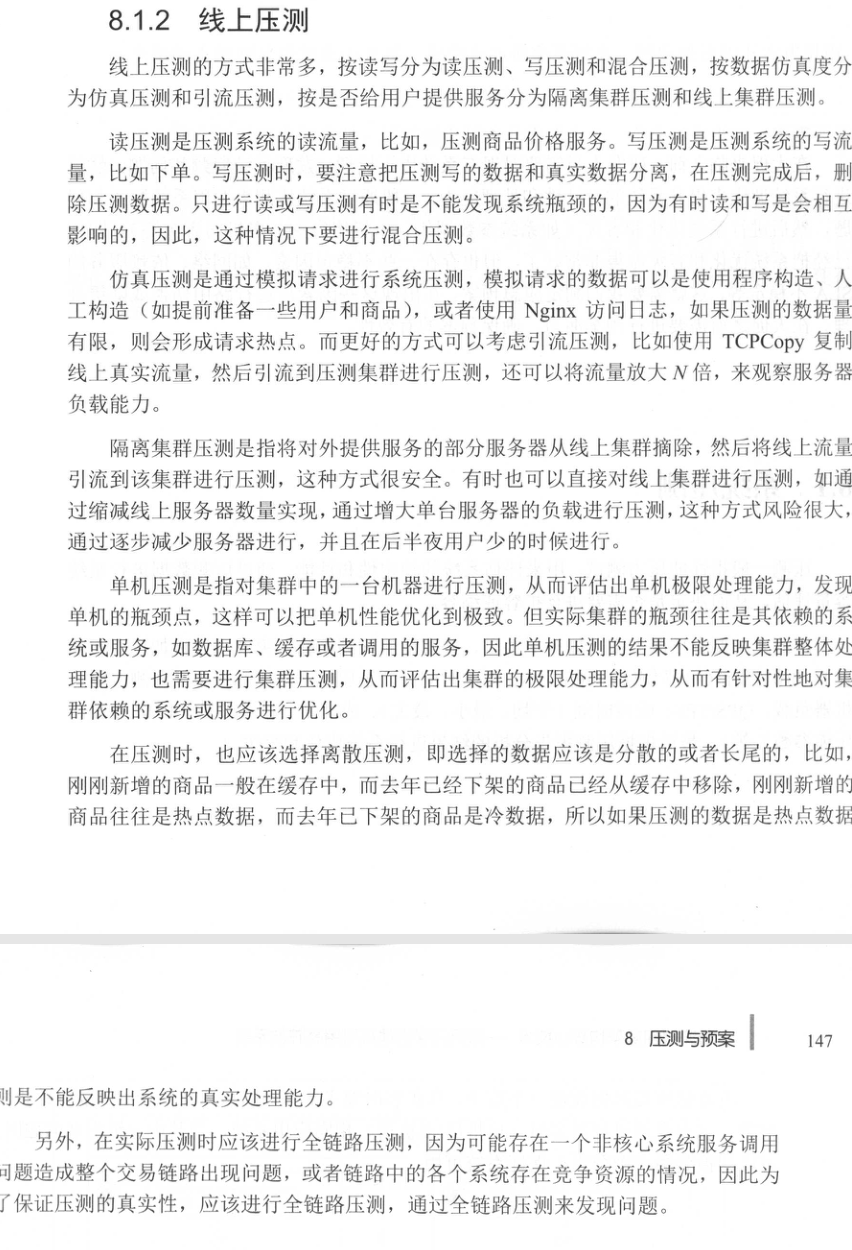 8.1.2 线上压测
线上压测的方式非常多，按读写分为读压测、写压测和混合压测，按数据仿真度分
为仿真压测和引流压测，按是否给用户提供服务分为隔离集群压测和线上集群压测。
读压测是压测系统的读流量，比如，压测商品价格服务。写压测是压测系统的写流
量，比如下单。写压测时，要注意把压测写的数据和真实数据分离，在压测完成后，删
除压测数据。只进行读或写压测有时是不能发现系统瓶颈的，因为有时读和写是会相互
影响的，因此，这种情况下要进行混合压测。
仿真压测是通过模拟请求进行系统压测，模拟请求的数据可以是使用程序构造、人
工构造（如提前准备一些用户和商品），或者使用 Nginx 访问日志，如果压测的数据量
有限，则会形成请求热点。而更好的方式可以考虑引流压测，比如使用 TCPCopy 复制
线上真实流量，然后引流到压测集群进行压测，还可以将流量放大 N 倍，来观察服务器
负载能力。
隔离集群压测是指将对外提供服务的部分服务器从线上集群摘除，然后将线上流量
引流到该集群进行压测，这种方式很安全。有时也可以直接对线上集群进行压测，如通
过缩减线上服务器数量实现，通过增大单台服务器的负载进行压测，这种方式风险很大，
通过逐步减少服务器进行，并且在后半夜用户少的时候进行。
单机压测是指对集群中的一台机器进行压测，从而评估出单机极限处理能力，发现
单机的瓶颈点，这样可以把单机性能优化到极致。但实际集群的瓶颈往往是其依赖的系
统或服务，如数据库、缓存或者调用的服务，因此单机压测的结果不能反映集群整体处
理能力，也需要进行集群压测，从而评估出集群的极限处理能力，从而有针对性地对集
群依赖的系统或服务进行优化。
在压测时，也应该选择离散压测，即选择的数据应该是分散的或者长尾的，比如，
刚刚新增的商品一般在缓存中，而去年已经下架的商品已经从缓存中移除，刚刚新增的
商品往往是热点数据，而去年已下架的商品是冷数据，所以如果压测的数据是热点数据
8 压测与预案 147
则是不能反映出系统的真实处理能力。
另外，在实际压测时应该进行全链路压测，因为可能存在一个非核心系统服务调用
问题造成整个交易链路出现问题，或者链路中的各个系统存在竞争资源的情况，因此为
了保证压测的真实性，应该进行全链路压测，通过全链路压测来发现问题。